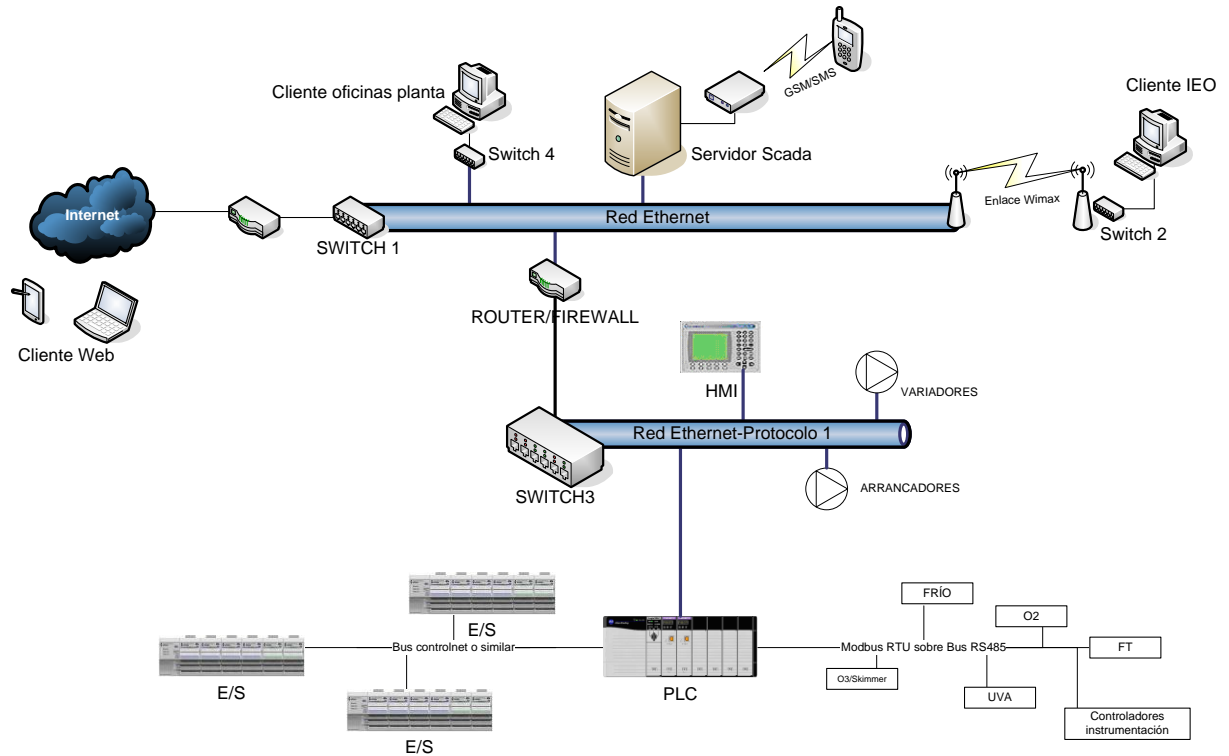 GSM/SMS
Cliente IEO
Cliente oficinas planta
Switch 4
Servidor Scada
Internet
Red Ethernet
Enlace Wimax
SWITCH 1
Switch 2
ROUTER/FIREWALL
Cliente Web
HMI
VARIADORES
Red Ethernet-Protocolo 1
SWITCH3
ARRANCADORES
FRÍO
O2
E/S
Bus controlnet o similar
Modbus RTU sobre Bus RS485
FT
O3/Skimmer
E/S
PLC
UVA
Controladores
instrumentación
E/S